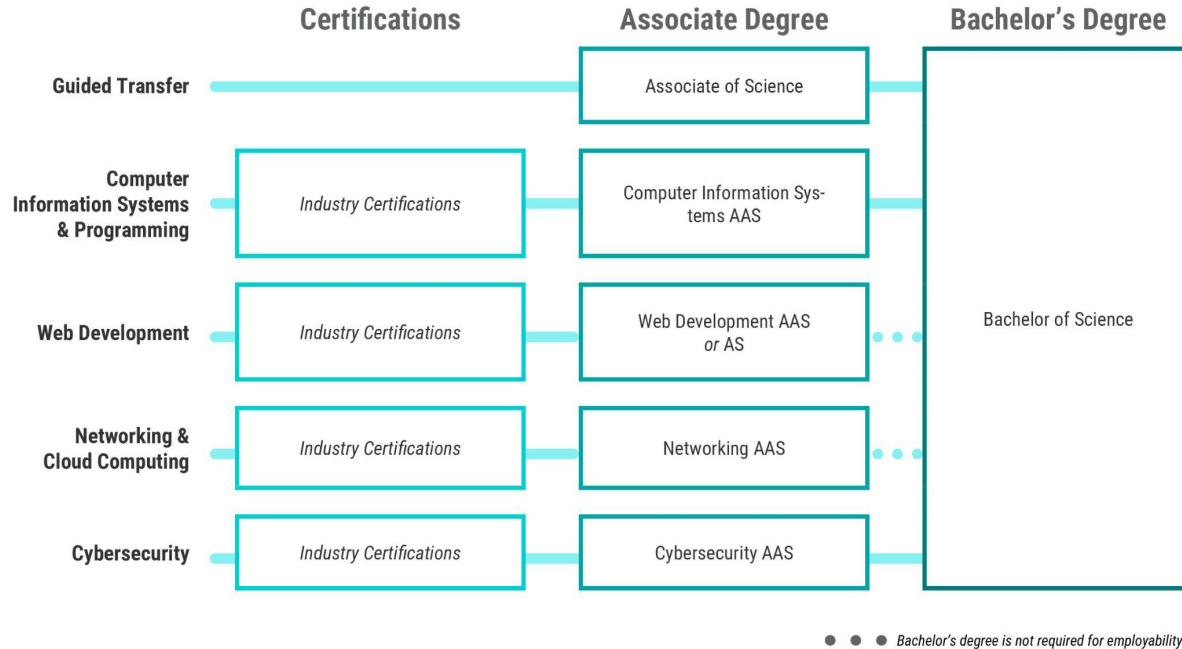 Certifications
Associate Degree
Bachelor's Degree
Guided Transfer
Associate of Science
Computer
Information Systems
& Programming
Industry Certifications
Computer Information Sys-
tems AAS
Bachelor of Science
Web Development
Industry Certifications
Web Development AAS
or AS
Networking &
Cloud Computing
Industry Certifications
Networking AAS
Cybersecurity
Industry Certifications
Cybersecurity AAS
Bachelor's degree is not required for employability